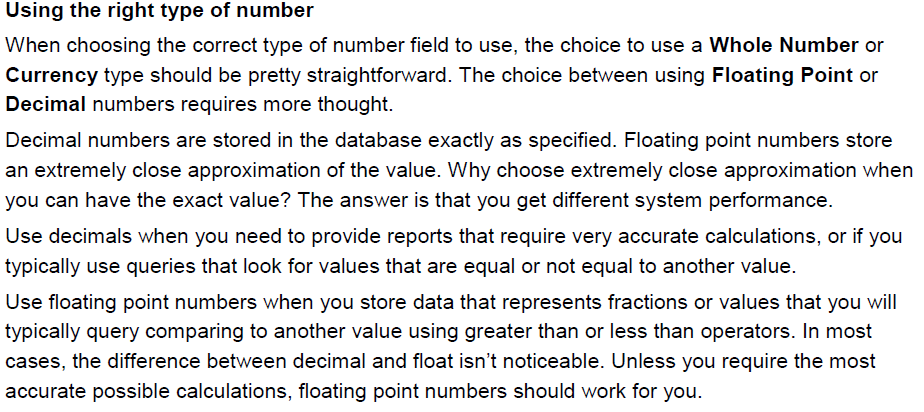 Using the right type of number
When choosing the correct type of number field to use, the choice to use a Whole Number or
Currency type should be pretty straightforward. The choice between using Floating Point or
Decimal numbers requires more thought.
Decimal numbers are stored in the database exactly as specified. Floating point numbers store
an extremely close approximation of the value. Why choose extremely close approximation when
you can have the exact value? The answer is that you get different system performance.
Use decimals when you need to provide reports that require very accurate calculations, or if you
typically use queries that look for values that are equal or not equal to another value.
Use floating point numbers when you store data that represents fractions or values that you will
typically query comparing to another value using greater than or less than operators. In most
cases, the difference between decimal and float isn’t noticeable. Unless you require the most
accurate possible calculations, floating point numbers should work for you.